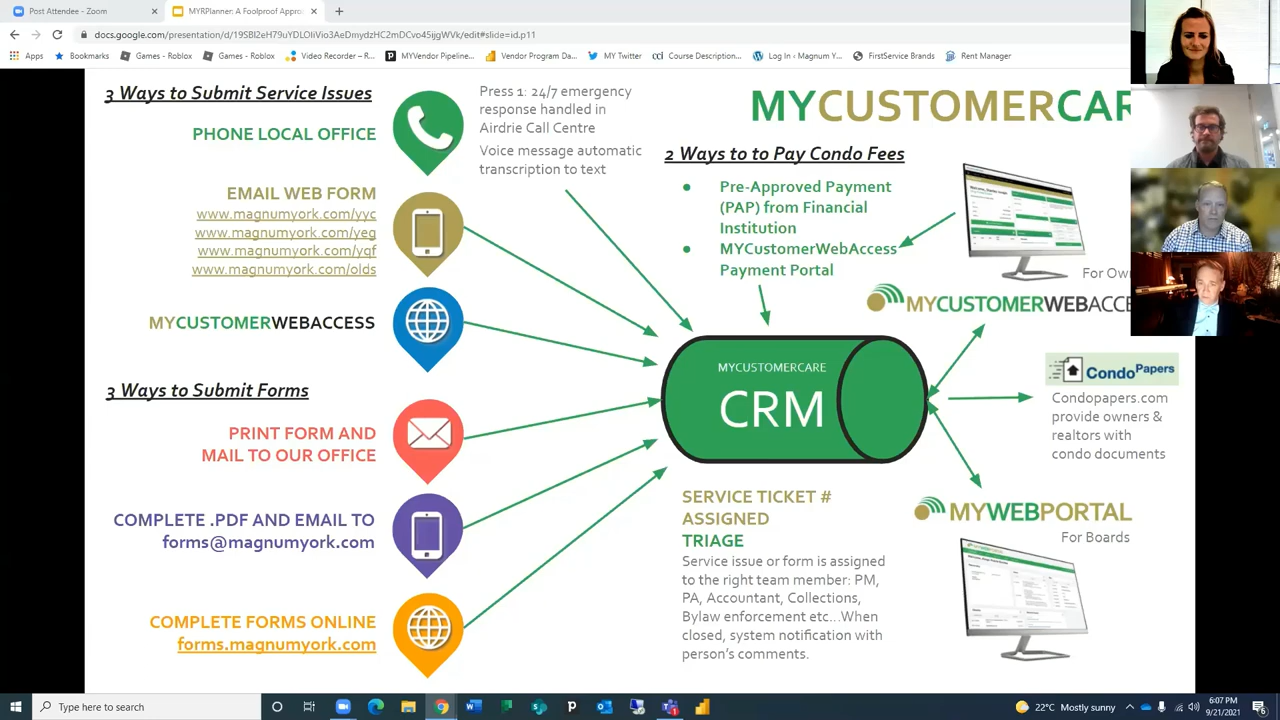 Post Attendee - Zoom
MYRPlanner: A Foolproof Appro
docs.google.com/presentation/d/19SBl2eH79uYDLOIiVio3AeDmydzHC2mDCvo45ijgWVk/edit#slide=id.p11
Apps
Bookmarks
Games - Roblox
Games - Roblox
Video Recorder – R...
MYVendor Pipeline...
Vendor Program Da...
MY Twitter
Course Description...
Log In ‹ Magnum Y...
FirstService Brands
Rent Manager
3 Ways to Submit Service Issues
PHONE LOCAL OFFICE
Press 1: 24/7 emergency
response handled in
Airdrie Call Centre
Voice message automatic
transcription to text
EMAIL WEB FORM
www.magnumyork.com/yyc
www.magnumyork.com/yeg
www.magnumyork.com/yqf
www.magnumyork.com/olds
MYCUSTOMERWEBACCESS
3 Ways to Submit Forms
PRINT FORM AND
MAIL TO OUR OFFICE
COMPLETE .PDF AND EMAIL TO
forms@magnumyork.com
COMPLETE FORMS ONLINE
forms.magnumyork.com
MYCUSTOMERCAR
2 Ways to to Pay Condo Fees
● Pre-Approved Payment
(PAP) from Financial
Institution
● MYCustomerWebAccess
Payment Portal
For Ow
MYCUSTOMERWEBACCE
MYCUSTOMERCARE
CRM
CondoPapers
Condopapers.com
provide owners &
realtors with
condo documents
SERVICE TICKET #
ASSIGNED
TRIAGE
Service issue or form is assigned
to the right team member: PM,
PA, Accountant, Collections,
Bylaw enforcement etc...When
closed, system notification with
person's comments.
MYWEBPORTAL
For Boards
Type here to search
22°C Mostly sunny
6:07 PM
9/21/2021